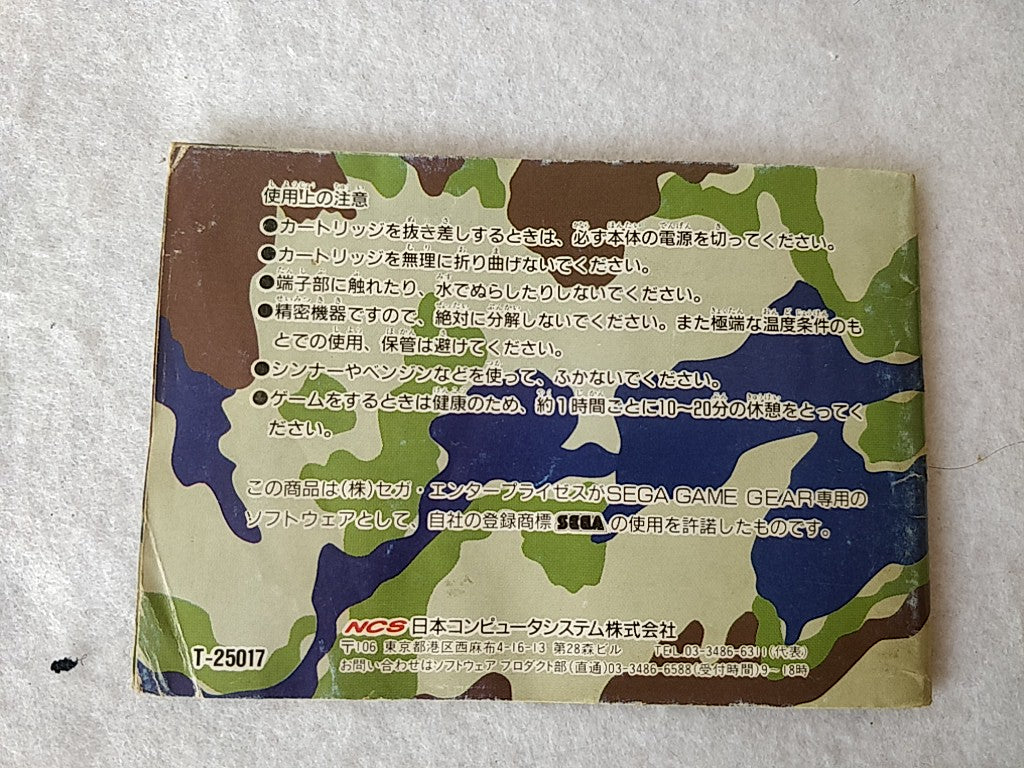 使用上の注意
●カートリッジを抜き差しするときは、必ず本体の電源を切ってください。
●カートリッジを無理に折り曲げないでください。
●端子部に触れたり、水でぬらしたりしないでください。
●精密機器ですので、絶対に分解しないでください。また極端な温度条件のも
とでの使用、保管は避けてください。
●シンナーやベンジンなどを使って、ふかないでください。
●ゲームをするときは健康のため、約1時間ごとに10~20分の休憩をとってく
ださい。
この商品は(株)セガ・エンタープライゼスがSEGA GAME GEAR専用の
ソフトウェアとして、自社の登録商標 SEGA の使用を許諾したものです。
NCS 日本コンピュータシステム株式会社
〒106 東京都港区西麻布4-16-13 第28森ビル TEL.03-3486-6311(代表)
お問い合わせはソフトウェア プロダクト部(直通)03-3486-6588(受付時間)9~18時
T-25017